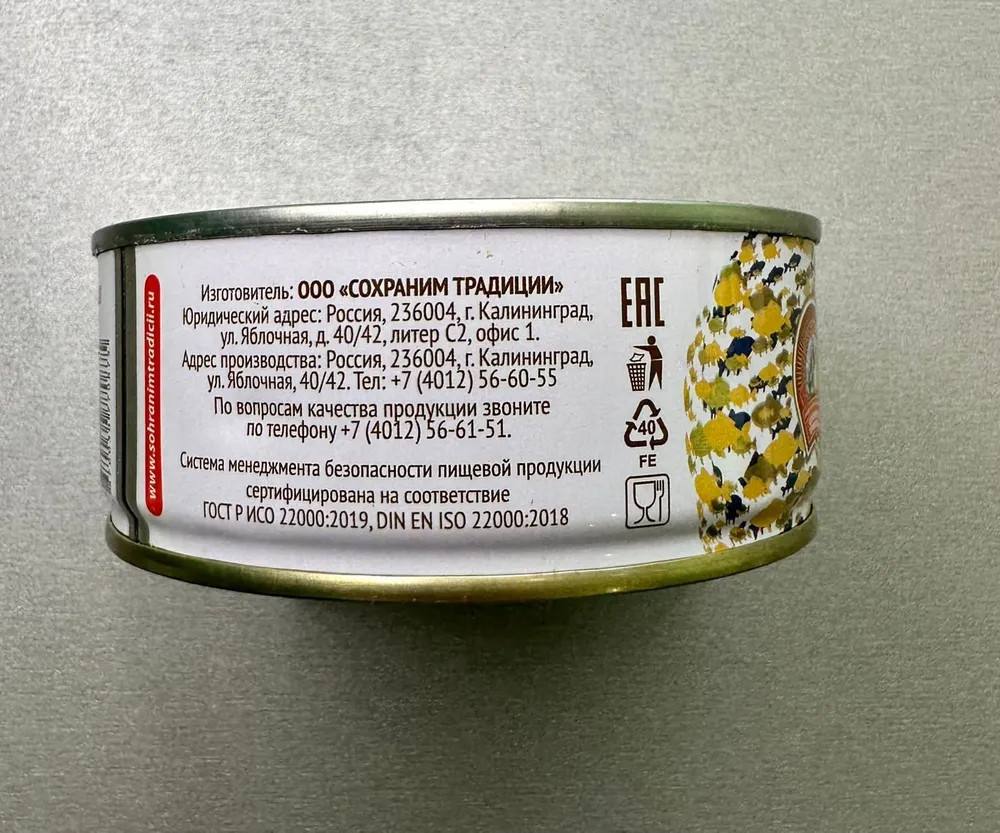 www.sohranimtradicii.ru
Изготовитель: ООО «СОХРАНИМ ТРАДИЦИИ»
Юридический адрес: Россия, 236004, г. Калининград,
ул. Яблочная, д. 40/42, литер С2, офис 1.
Адрес производства: Россия, 236004, г. Калининград,
ул. Яблочная, 40/42. Тел: +7 (4012) 56-60-55
По вопросам качества продукции звоните
по телефону +7 (4012) 56-61-51.
Система менеджмента безопасности пищевой продукции
сертифицирована на соответствие
ГОСТ Р ИСО 22000:2019, DIN EN ISO 22000:2018
EAC
40
FE